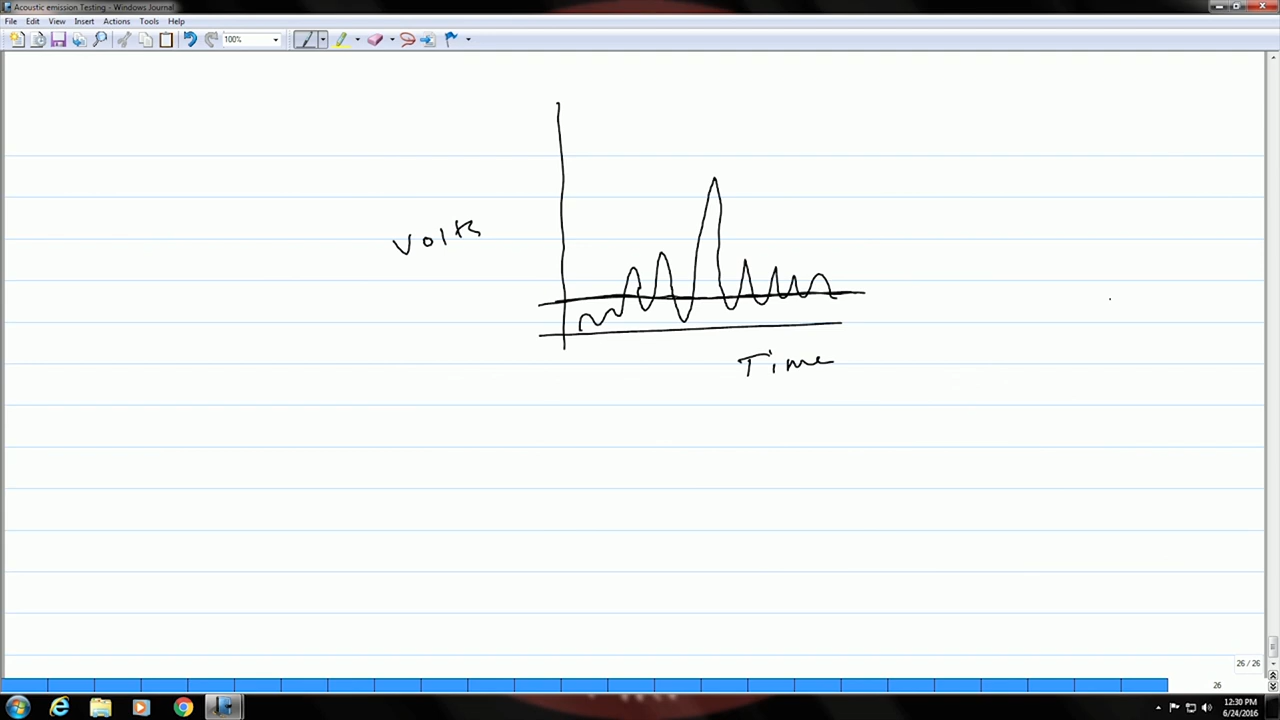 Acoustic emission Testing - Windows Journal
File Edit View Insert Actions Tools Help
100%
Volts
Time
26 / 26
26
12:30 PM
6/24/2016